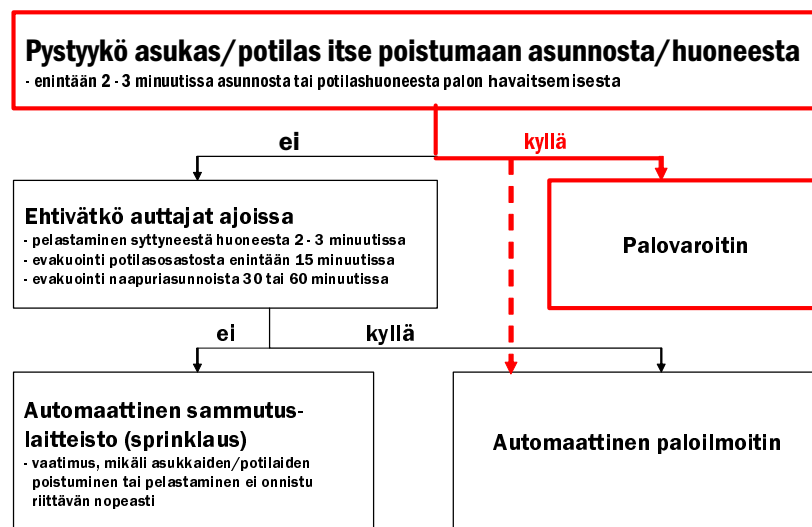 Pystyykö asukas/potilas itse poistumaan asunnosta/huoneesta
- enintään 2 - 3 minuutissa asunnosta tai potilashuoneesta palon havaitsemisesta
ei
kyllä
Ehtivätkö auttajat ajoissa
- pelastaminen syttyneestä huoneesta 2 - 3 minuutissa
- evakuointi potilasosastosta enintään 15 minuutissa
- evakuointi naapuriasunnoista 30 tai 60 minuutissa
Palovaroitin
ei
kyllä
Automaattinen sammutus-
laitteisto (sprinklaus)
- vaatimus, mikäli asukkaiden/potilaiden
poistuminen tai pelastaminen ei onnistu
riittävän nopeasti
Automaattinen paloilmoitin